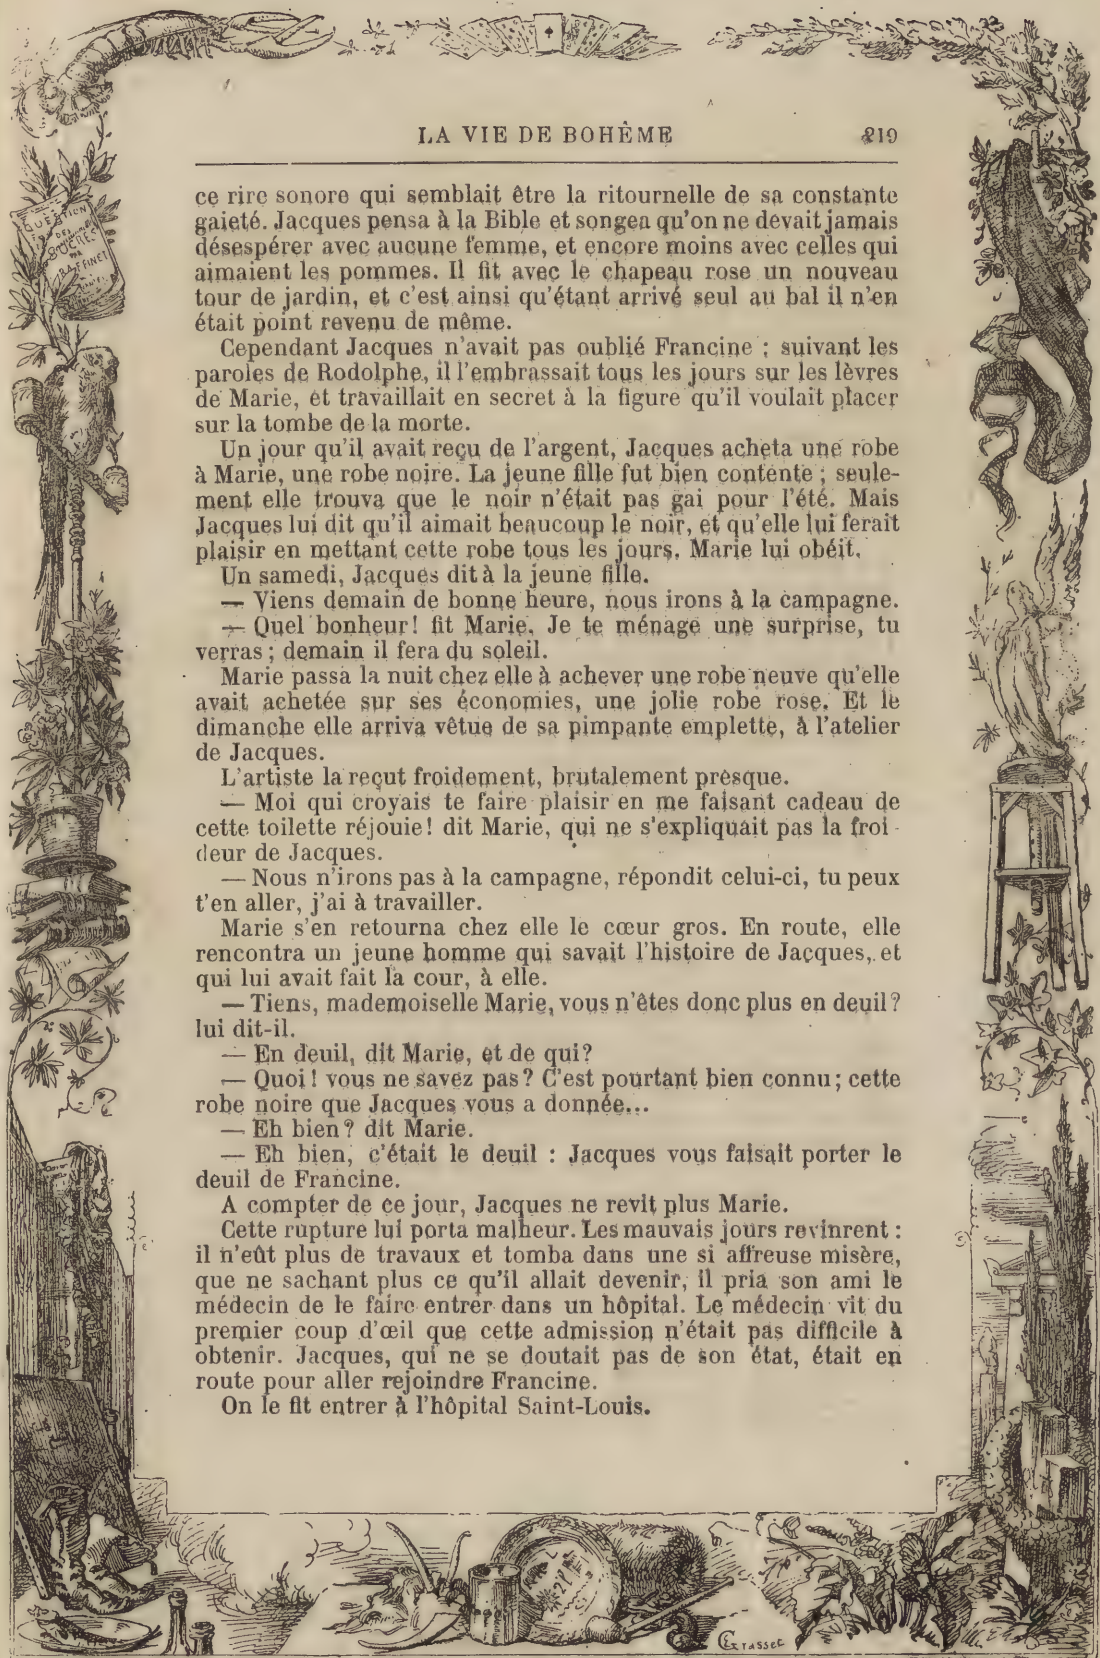 LA VIE DE BOHÊME 219
ce rire sonore qui semblait être la ritournelle de sa constante
gaieté. Jacques pensa à la Bible et songea qu'on ne devait jamais
désespérer avec aucune femme, et encore moins avec celles qui
aimaient les pommes. Il fit avec le chapeau rose un nouveau
tour de jardin, et c'est ainsi qu'étant arrivé seul au bal il n'en
était point revenu de même.
Cependant Jacques n'avait pas oublié Francine ; suivant les
paroles de Rodolphe, il l'embrassait tous les jours sur les lèvres
de Marie, et travaillait en secret à la figure qu'il voulait placer
sur la tombe de la morte.
Un jour qu'il avait reçu de l'argent, Jacques acheta une robe
à Marie, une robe noire. La jeune fille fut bien contente ; seule-
ment elle trouva que le noir n'était pas gai pour l'été. Mais
Jacques lui dit qu'il aimait beaucoup le noir, et qu'elle lui ferait
plaisir en mettant cette robe tous les jours. Marie lui obéit.
Un samedi, Jacques dit à la jeune fille.
— Viens demain de bonne heure, nous irons à la campagne.
— Quel bonheur! fit Marie. Je te ménage une surprise, tu
verras ; demain il fera du soleil.
Marie passa la nuit chez elle à achever une robe neuve qu'elle
avait achetée sur ses économies, une jolie robe rose. Et le
dimanche elle arriva vêtue de sa pimpante emplette, à l'atelier
de Jacques.
L'artiste la reçut froidement, brutalement presque.
— Moi qui croyais te faire plaisir en me faisant cadeau de
cette toilette réjouie! dit Marie, qui ne s'expliquait pas la froi-
deur de Jacques.
— Nous n'irons pas à la campagne, répondit celui-ci, tu peux
t'en aller, j'ai à travailler.
Marie s'en retourna chez elle le cœur gros. En route, elle
rencontra un jeune homme qui savait l'histoire de Jacques, et
qui lui avait fait la cour, à elle.
— Tiens, mademoiselle Marie, vous n'êtes donc plus en deuil?
lui dit-il.
— En deuil, dit Marie, et de qui?
— Quoi! vous ne savez pas? C'est pourtant bien connu; cette
robe noire que Jacques vous a donnée...
— Eh bien? dit Marie.
— Eh bien, c'était le deuil : Jacques vous faisait porter le
deuil de Francine.
A compter de ce jour, Jacques ne revit plus Marie.
Cette rupture lui porta malheur. Les mauvais jours revinrent :
il n'eût plus de travaux et tomba dans une si affreuse misère,
que ne sachant plus ce qu'il allait devenir, il pria son ami le
médecin de le faire entrer dans un hôpital. Le médecin vit du
premier coup d'œil que cette admission n'était pas difficile à
obtenir. Jacques, qui ne se doutait pas de son état, était en
route pour aller rejoindre Francine.
On le fit entrer à l'hôpital Saint-Louis.
QUESTION
DES
SUCRES
PAR
BAFFINET
EGrasset